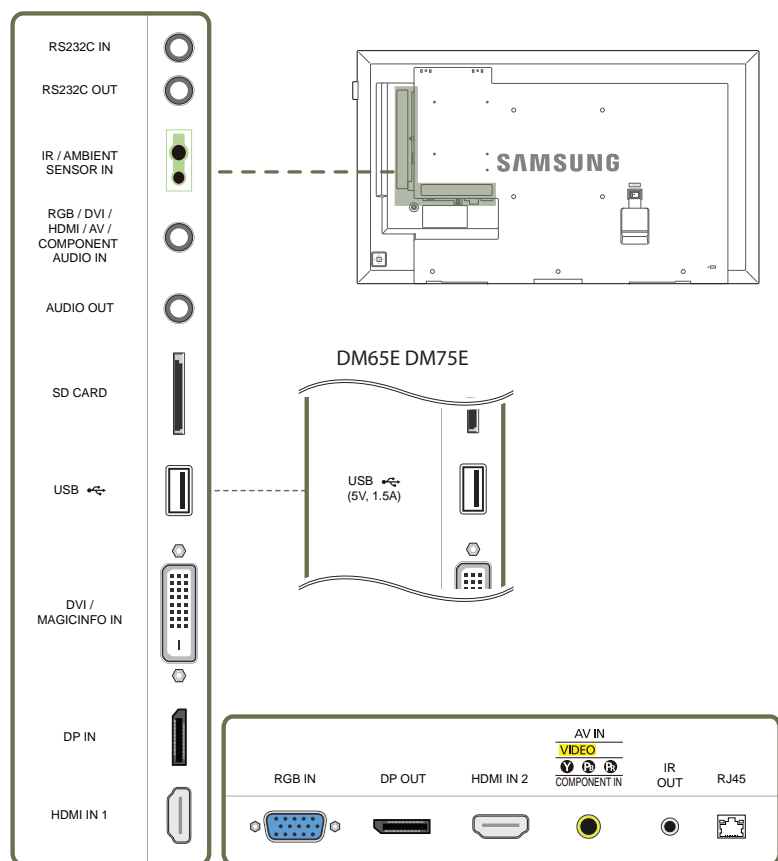 RS232C IN
RS232C OUT
IR / AMBIENT
SENSOR IN
RGB / DVI /
HDMI / AV /
COMPONENT
AUDIO IN
AUDIO OUT
SD CARD
USB
DVI /
MAGICINFO IN
DP IN
HDMI IN 1
SAMSUNG
DM65E DM75E
USB
(5V, 1.5A)
RGB IN
DP OUT
HDMI IN 2
AV IN
VIDEO
Y PB PR
COMPONENT IN
IR
OUT
RJ45